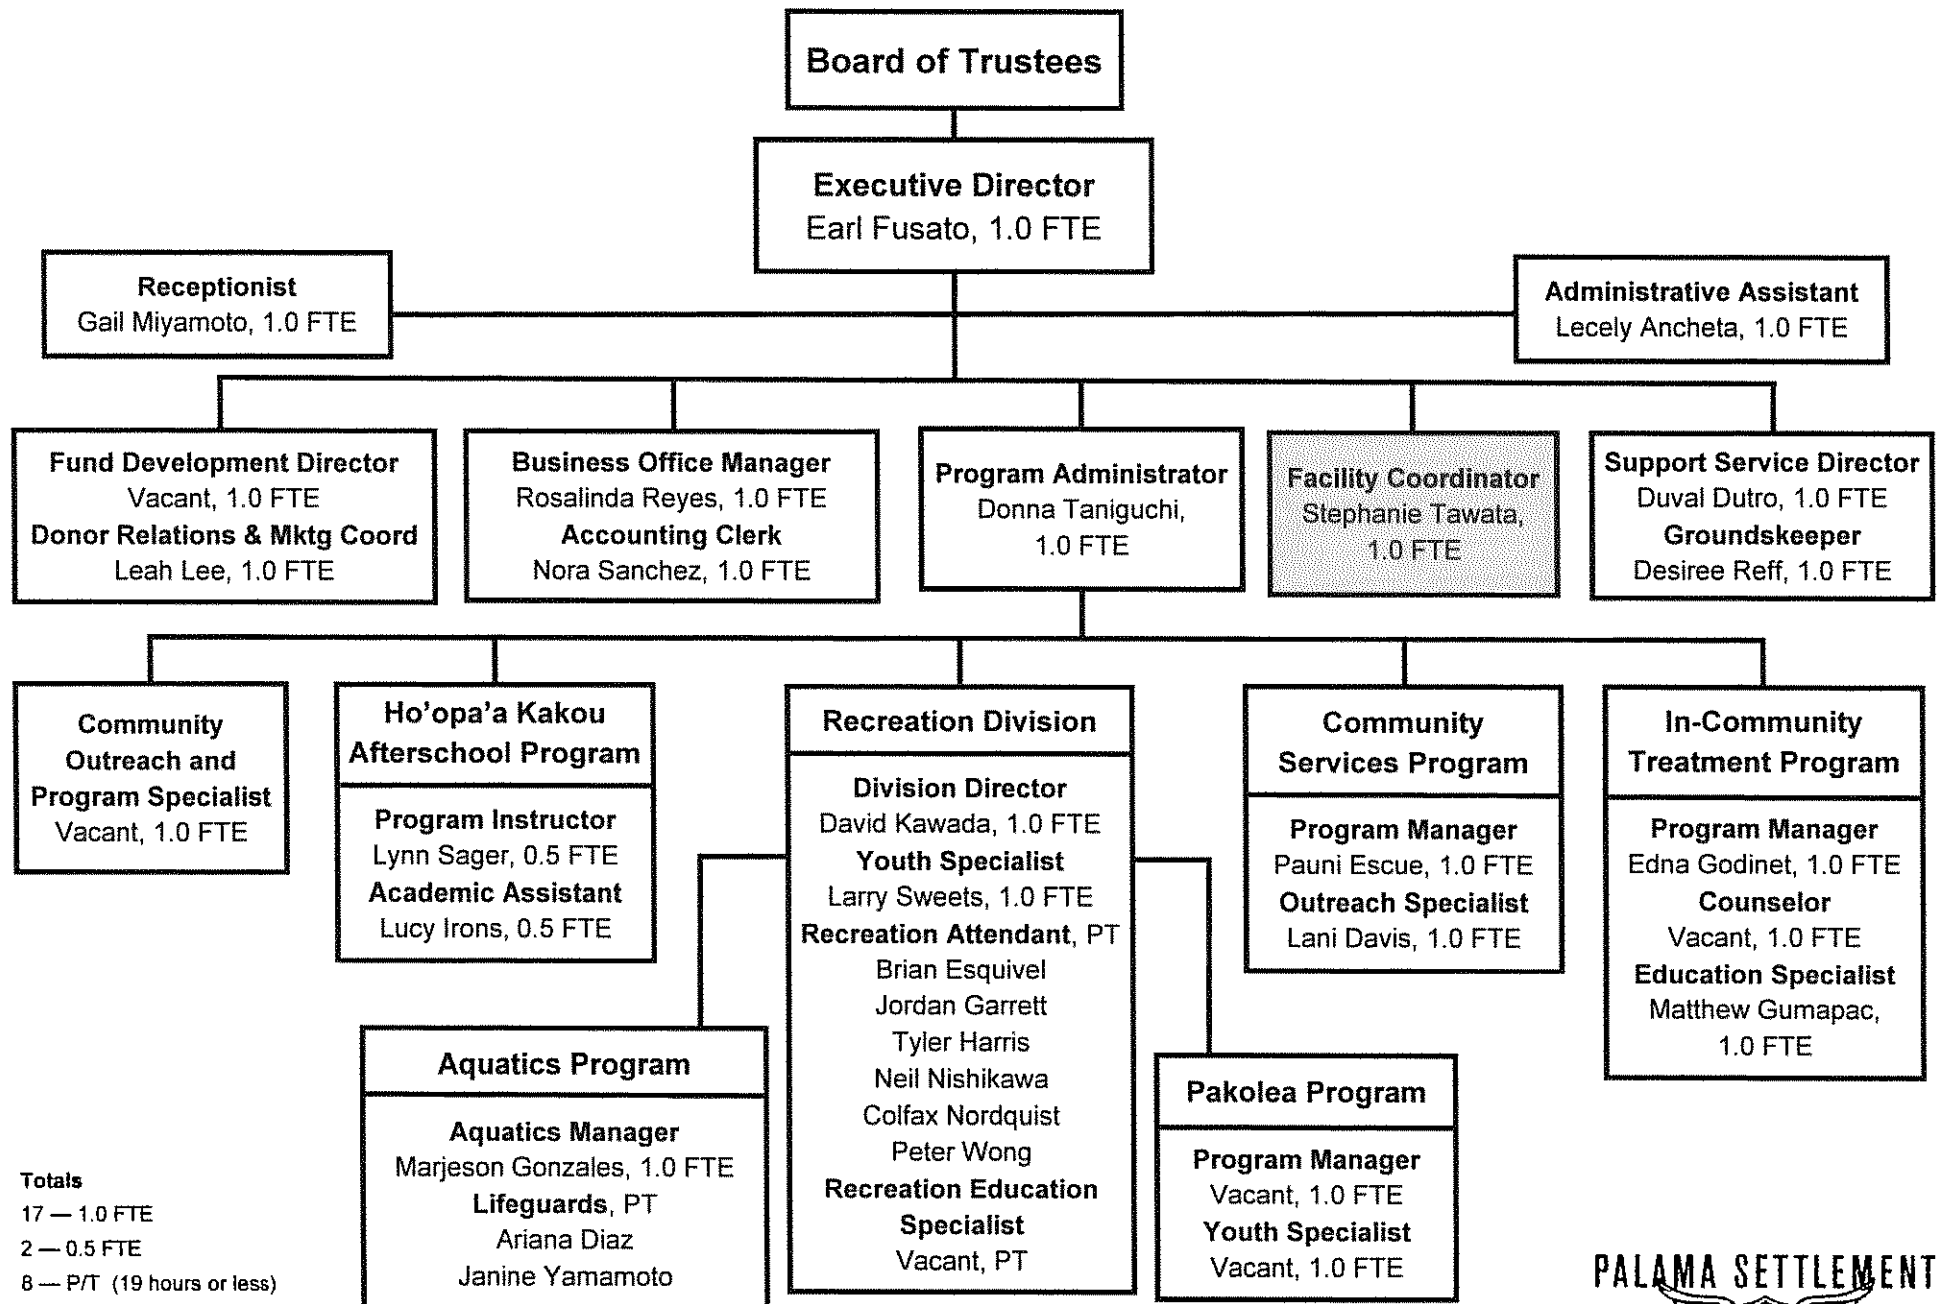 Board of Trustees
Executive Director
Earl Fusato, 1.0 FTE
Receptionist
Gail Miyamoto, 1.0 FTE
Administrative Assistant
Lecely Ancheta, 1.0 FTE
Fund Development Director
Vacant, 1.0 FTE
Donor Relations & Mktg Coord
Leah Lee, 1.0 FTE
Business Office Manager
Rosalinda Reyes, 1.0 FTE
Accounting Clerk
Nora Sanchez, 1.0 FTE
Program Administrator
Donna Taniguchi,
1.0 FTE
Facility Coordinator
Stephanie Tawata,
1.0 FTE
Support Service Director
Duval Dutro, 1.0 FTE
Groundskeeper
Desiree Reff, 1.0 FTE
Community
Outreach and
Program Specialist
Vacant, 1.0 FTE
Ho'opa'a Kakou
Afterschool Program
Program Instructor
Lynn Sager, 0.5 FTE
Academic Assistant
Lucy Irons, 0.5 FTE
Recreation Division
Division Director
David Kawada, 1.0 FTE
Youth Specialist
Larry Sweets, 1.0 FTE
Recreation Attendant, PT
Brian Esquivel
Jordan Garrett
Tyler Harris
Neil Nishikawa
Colfax Nordquist
Peter Wong
Recreation Education
Specialist
Vacant, PT
Community
Services Program
Program Manager
Pauni Escue, 1.0 FTE
Outreach Specialist
Lani Davis, 1.0 FTE
In-Community
Treatment Program
Program Manager
Edna Godinet, 1.0 FTE
Counselor
Vacant, 1.0 FTE
Education Specialist
Matthew Gumapac,
1.0 FTE
Aquatics Program
Aquatics Manager
Marjeson Gonzales, 1.0 FTE
Lifeguards, PT
Ariana Diaz
Janine Yamamoto
Pakolea Program
Program Manager
Vacant, 1.0 FTE
Youth Specialist
Vacant, 1.0 FTE
Totals
17 — 1.0 FTE
2 — 0.5 FTE
8 — P/T (19 hours or less)
PALAMA SETTLEMENT